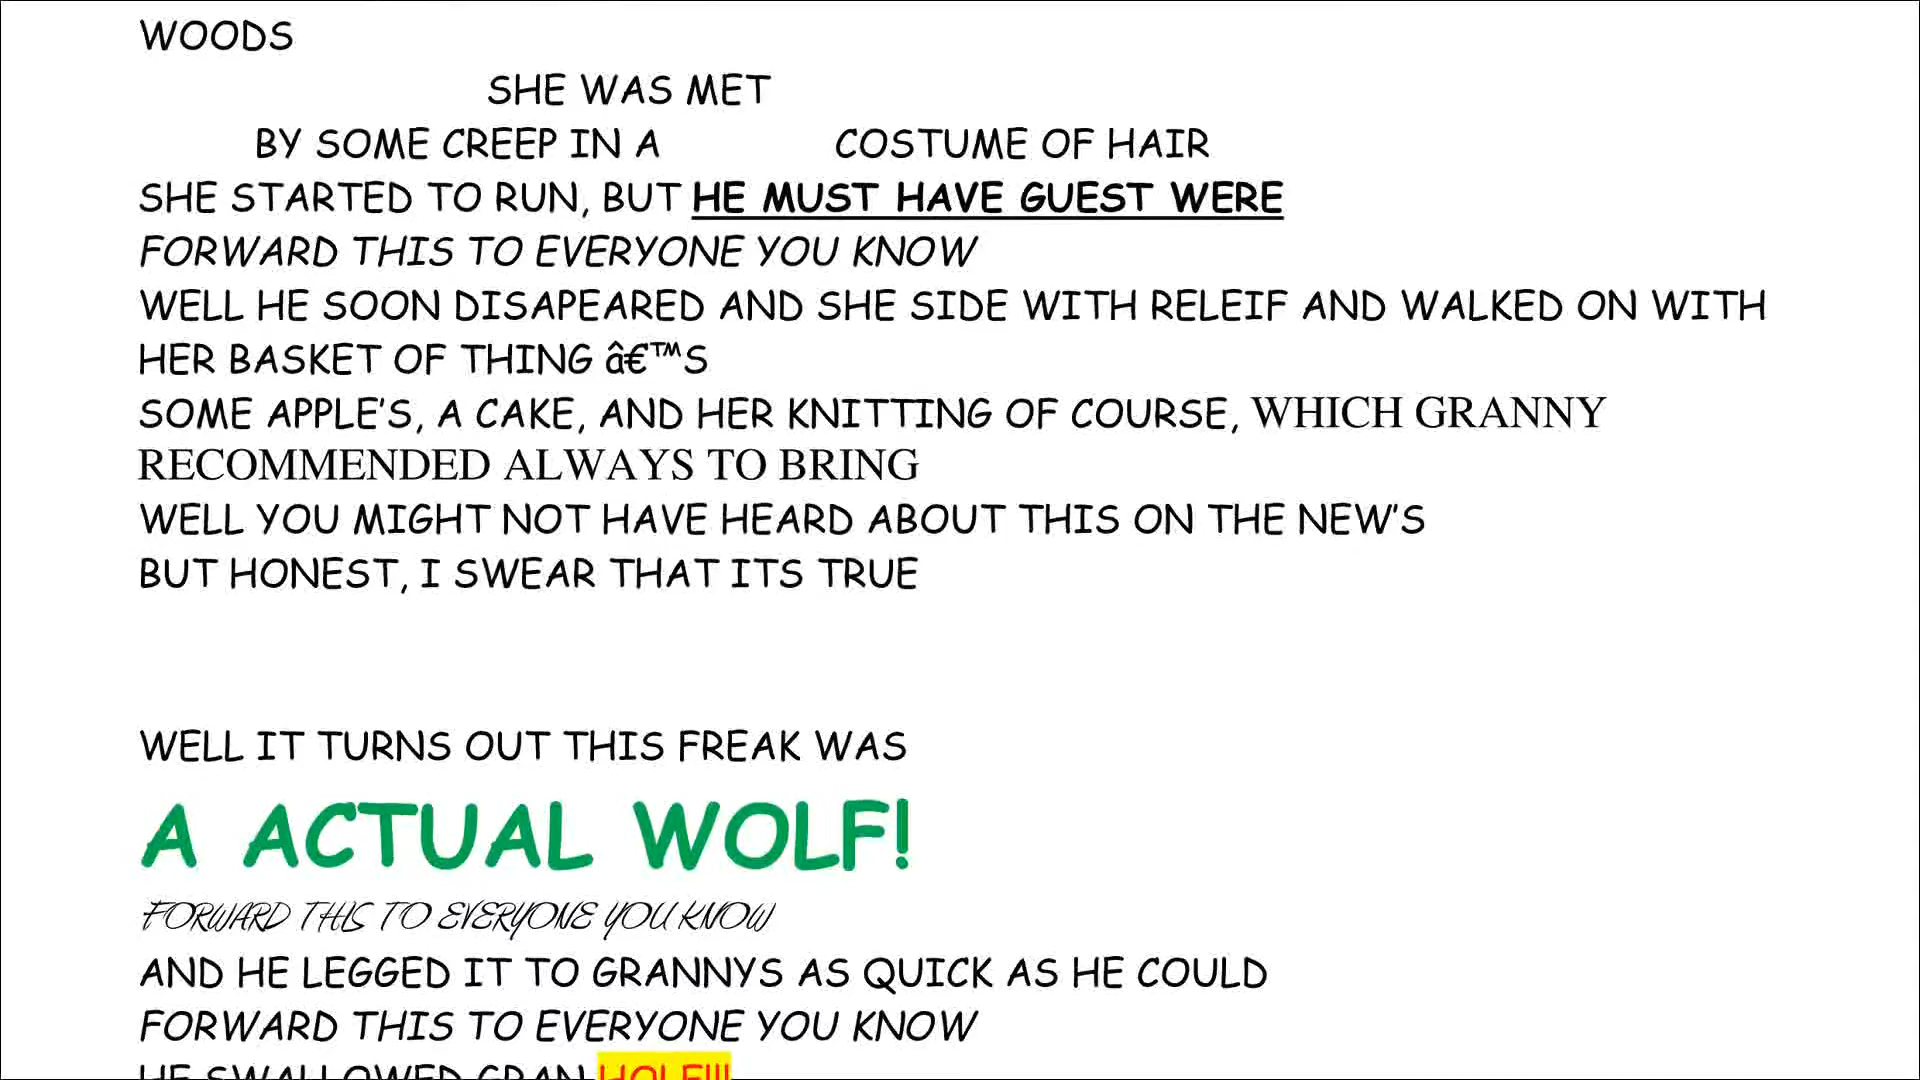 WOODS
SHE WAS MET
BY SOME CREEP IN A COSTUME OF HAIR
SHE STARTED TO RUN, BUT HE MUST HAVE GUEST WERE
FORWARD THIS TO EVERYONE YOU KNOW
WELL HE SOON DISAPEARED AND SHE SIDE WITH RELEIF AND WALKED ON WITH
HER BASKET OF THING â€™S
SOME APPLE’S, A CAKE, AND HER KNITTING OF COURSE, WHICH GRANNY
RECOMMENDED ALWAYS TO BRING
WELL YOU MIGHT NOT HAVE HEARD ABOUT THIS ON THE NEW’S
BUT HONEST, I SWEAR THAT ITS TRUE
WELL IT TURNS OUT THIS FREAK WAS
A ACTUAL WOLF!
FORWARD THIS TO EVERYONE YOU KNOW
AND HE LEGGED IT TO GRANNYS AS QUICK AS HE COULD
FORWARD THIS TO EVERYONE YOU KNOW
HE SWALLOWED GRAN HOLE!!!